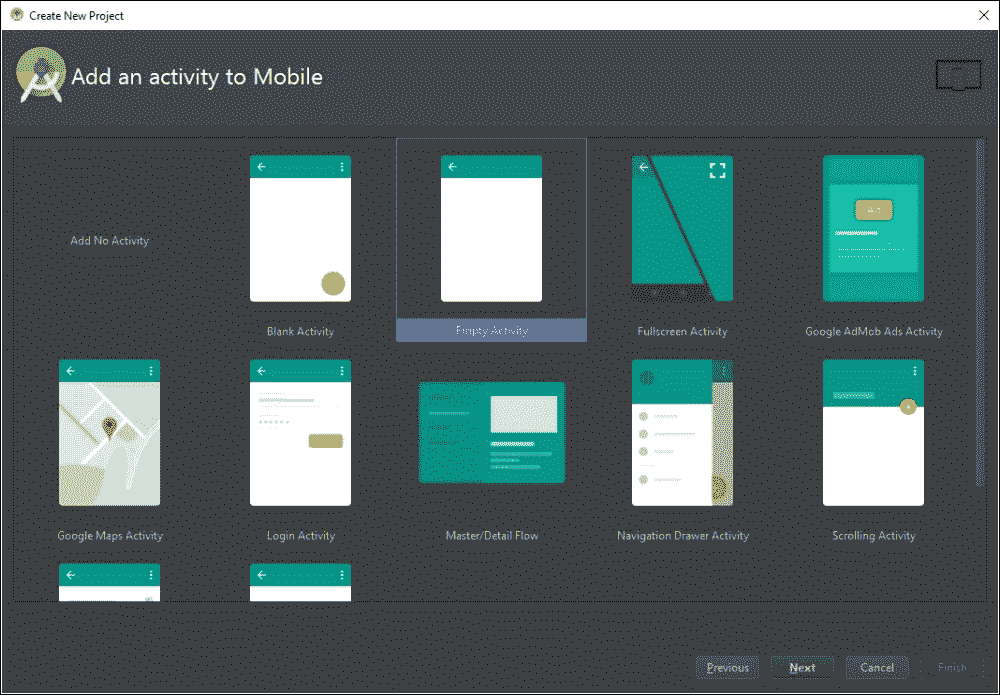 Create New Project
Add an activity to Mobile
Add No Activity
Blank Activity
Empty Activity
Fullscreen Activity
Google AdMob Ads Activity
Google Maps Activity
Login Activity
Master/Detail Flow
Navigation Drawer Activity
Scrolling Activity
Previous
Next
Cancel
Finish